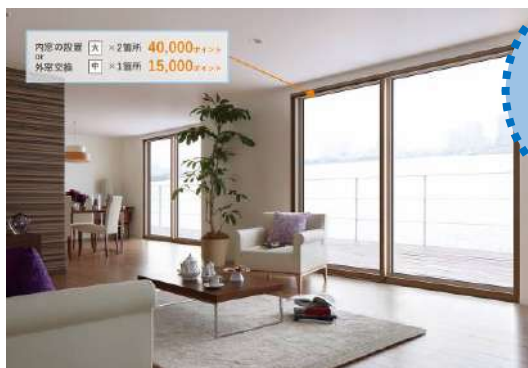 内窓の設置 大 ×2箇所 40,000ポイント
or
外窓交換 中 ×1箇所 15,000ポイント